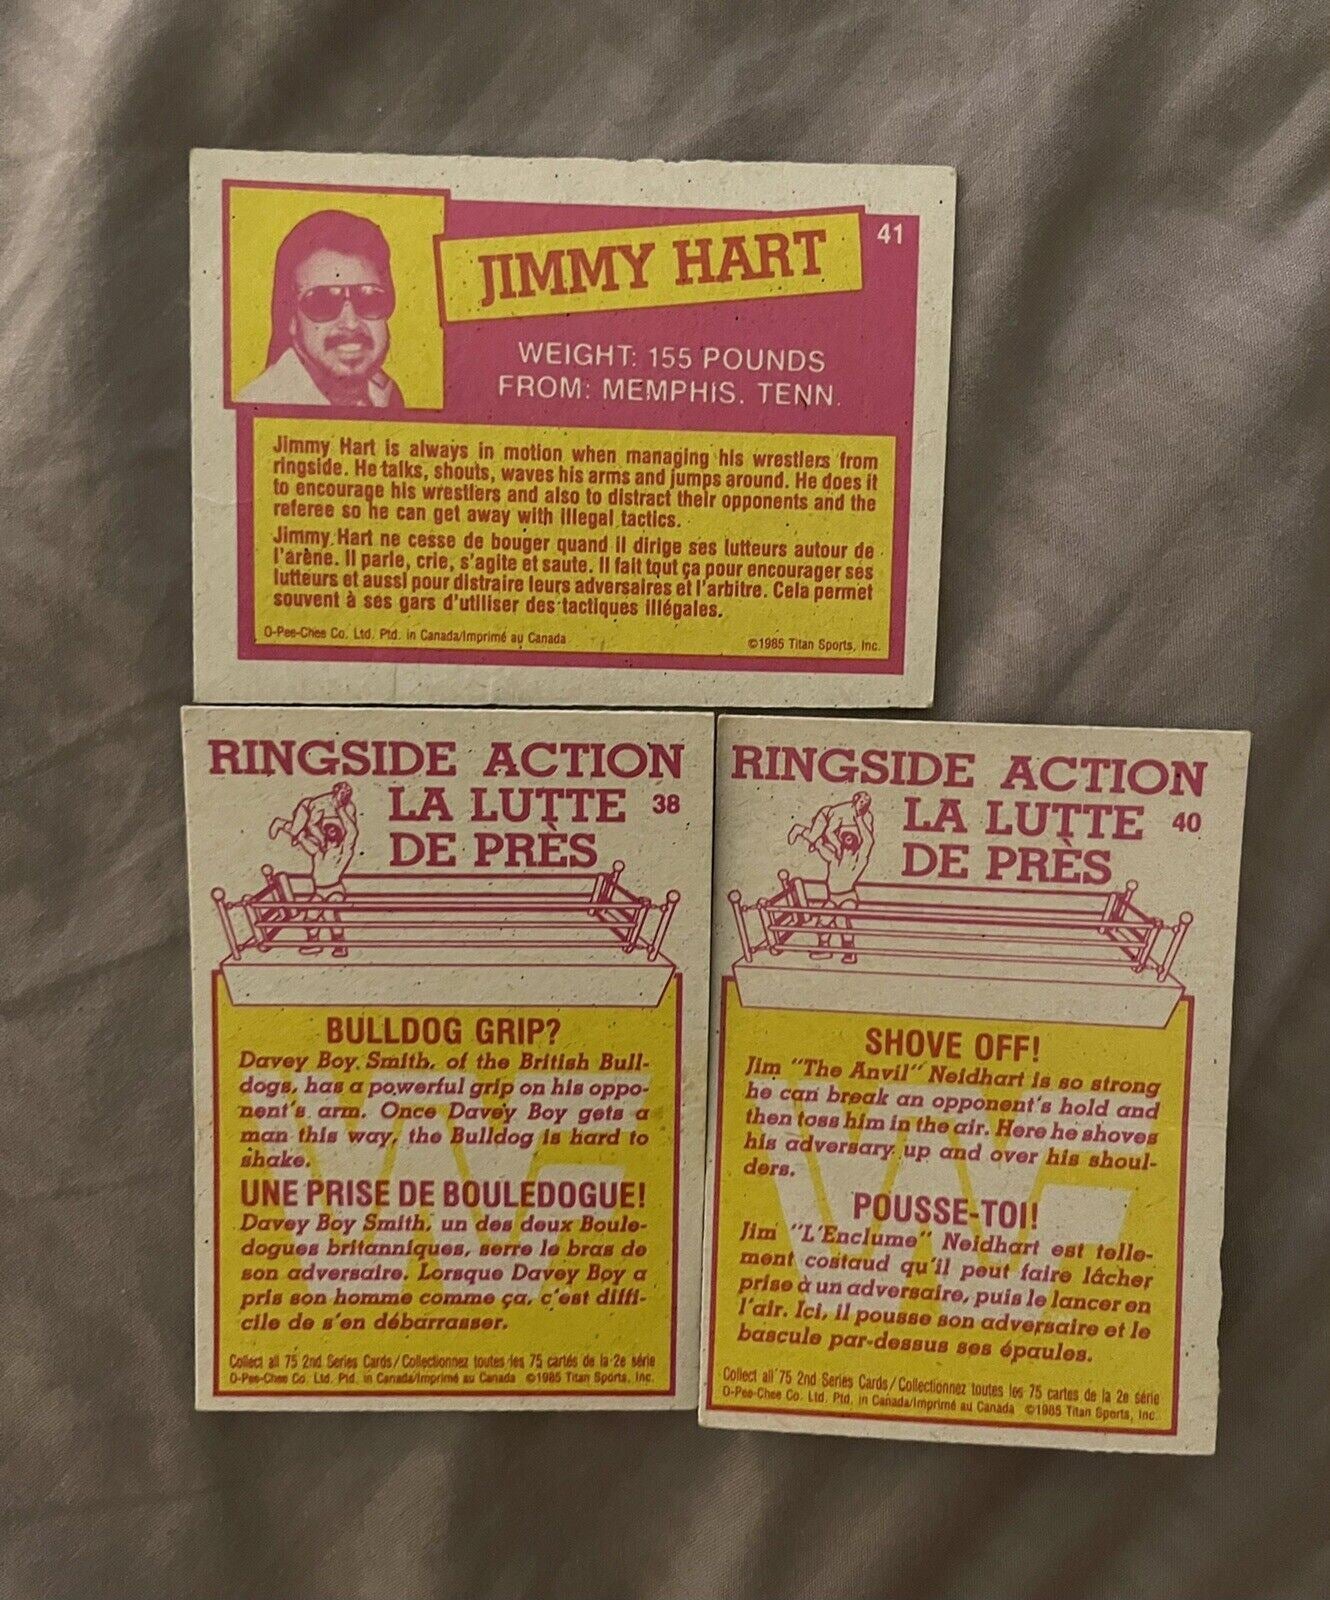 JIMMY HART
41
WEIGHT: 155 POUNDS
FROM: MEMPHIS. TENN.
Jimmy Hart is always in motion when managing his wrestlers from
ringside. He talks, shouts, waves his arms and jumps around. He does it
to encourage his wrestlers and also to distract their opponents and the
referee so he can get away with illegal tactics.
Jimmy Hart ne cesse de bouger quand il dirige ses lutteurs autour de
l'arène. Il parle, crie, s'agite et saute. Il fait tout ça pour encourager ses
lutteurs et aussi pour distraire leurs adversaires et l'arbitre. Cela permet
souvent à ses gars d'utiliser des tactiques illégales.
O-Pee-Chee Co. Ltd. Ptd. in Canada/Imprimé au Canada
©1985 Titan Sports, Inc.
RINGSIDE ACTION
LA LUTTE 38
DE PRÈS
BULLDOG GRIP?
Davey Boy Smith, of the British Bull-
dogs, has a powerful grip on his oppo-
nent's arm. Once Davey Boy gets a
man this way, the Bulldog is hard to
shake.
UNE PRISE DE BOULEDOGUE!
Davey Boy Smith, un des deux Boule-
dogues britanniques, serre le bras de
son adversaire. Lorsque Davey Boy a
pris son homme comme ça, c'est diffi-
cile de s'en débarrasser.
Collect all 75 2nd Series Cards/Collectionnez toutes les 75 cartes de la 2e série
O-Pee-Chee Co. Ltd. Ptd. in Canada/Imprimé au Canada ©1985 Titan Sports, Inc.
RINGSIDE ACTION
LA LUTTE 40
DE PRÈS
SHOVE OFF!
Jim "The Anvil" Neidhart is so strong
he can break an opponent's hold and
then toss him in the air. Here he shoves
his adversary up and over his shoul-
ders.
POUSSE-TOI!
Jim "L'Enclume" Neidhart est telle-
ment costaud qu'il peut faire lâcher
prise à un adversaire, puis le lancer en
l'air. Ici, il pousse son adversaire et le
bascule par-dessus ses épaules.
Collect all 75 2nd Series Cards/Collectionnez toutes les 75 cartes de la 2e série
O-Pee-Chee Co. Ltd. Ptd. in Canada/Imprimé au Canada ©1985 Titan Sports, Inc.